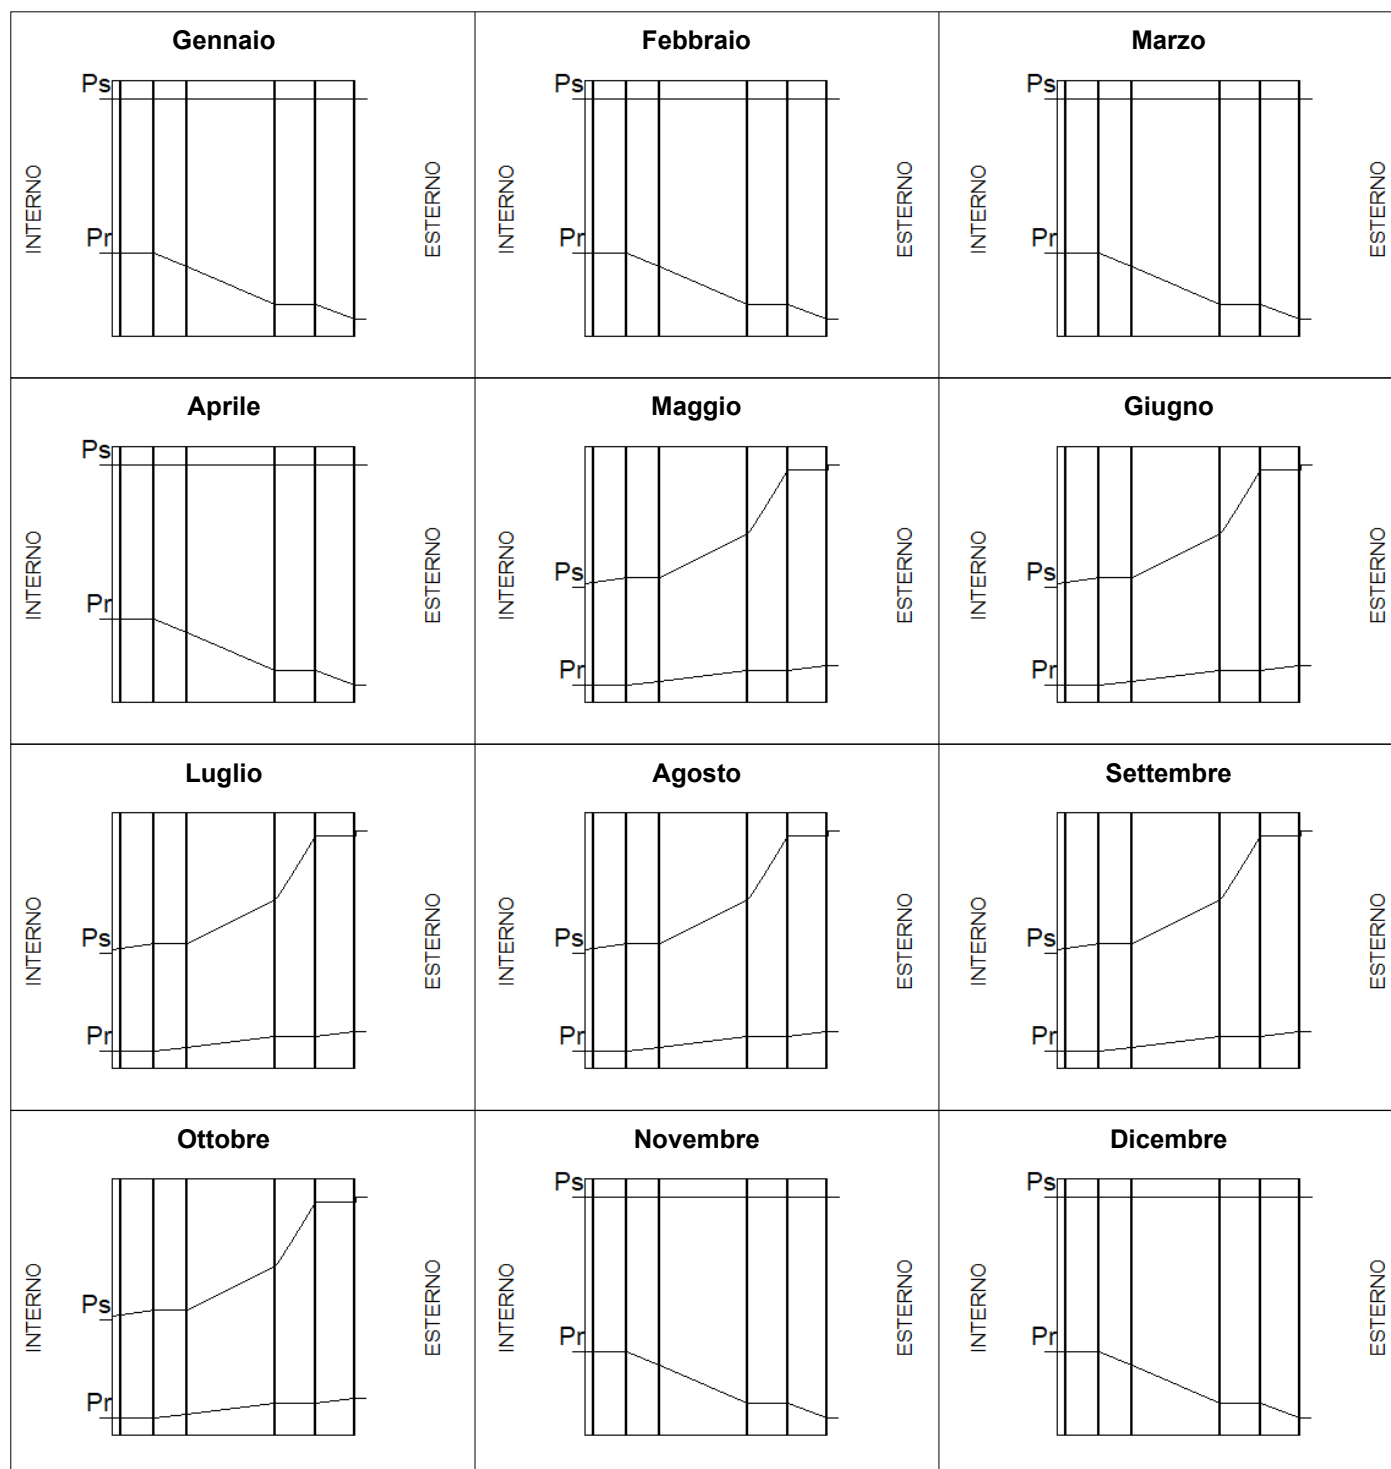 Gennaio
Febbraio
Marzo
Ps
Ps
Ps
INTERNO
Pr
ESTERNO
INTERNO
Pr
ESTERNO
INTERNO
Pr
ESTERNO
Aprile
Maggio
Giugno
Ps
INTERNO
Pr
ESTERNO
INTERNO
Ps
Pr
ESTERNO
INTERNO
Ps
Pr
ESTERNO
Luglio
Agosto
Settembre
INTERNO
Ps
Pr
ESTERNO
INTERNO
Ps
Pr
ESTERNO
INTERNO
Ps
Pr
ESTERNO
Ottobre
Novembre
Dicembre
INTERNO
Ps
Pr
ESTERNO
Ps
INTERNO
Pr
ESTERNO
Ps
INTERNO
Pr
ESTERNO